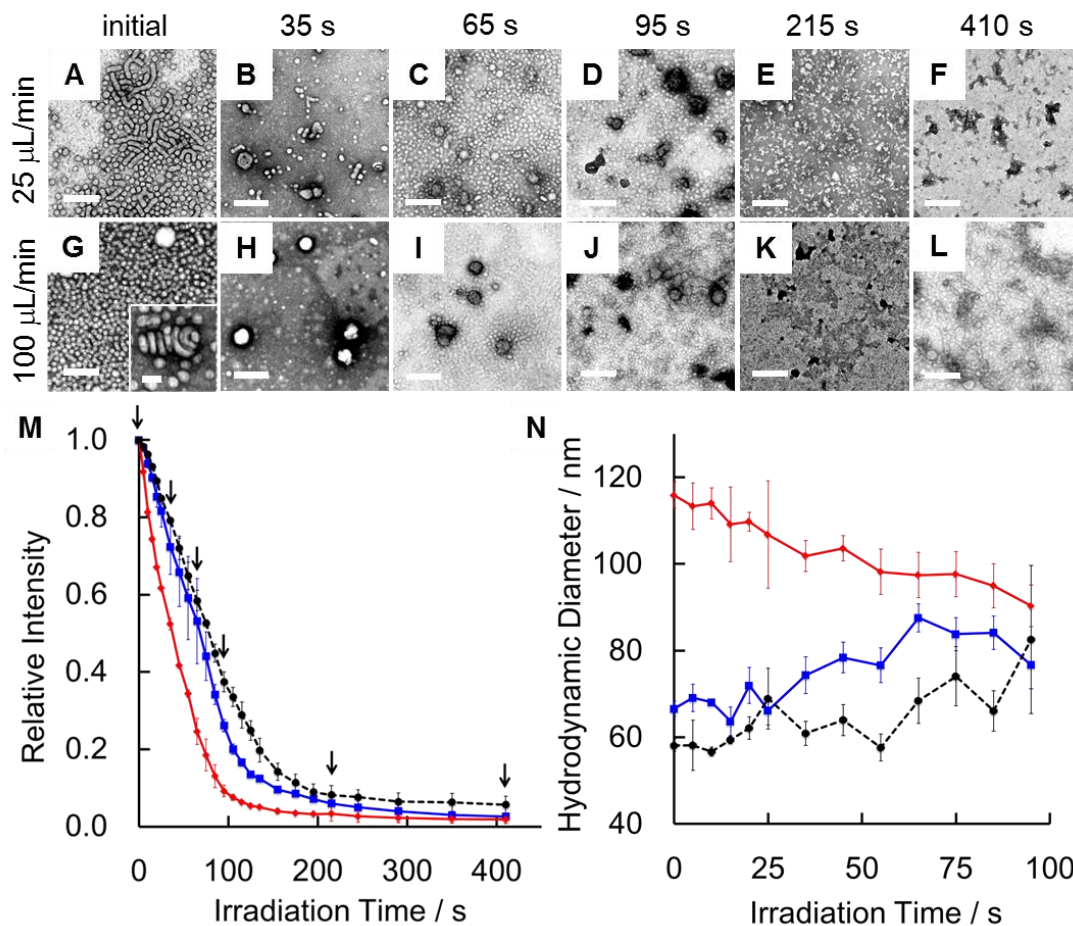 initial 35 s 65 s 95 s 215 s 410 s
25 μL/min
A B C D E F
100 μL/min
G H I J K L
M
Relative Intensity
1.0
0.8
0.6
0.4
0.2
0.0
0 100 200 300 400
Irradiation Time / s
N
Hydrodynamic Diameter / nm
120
100
80
60
40
0 25 50 75 100
Irradiation Time / s